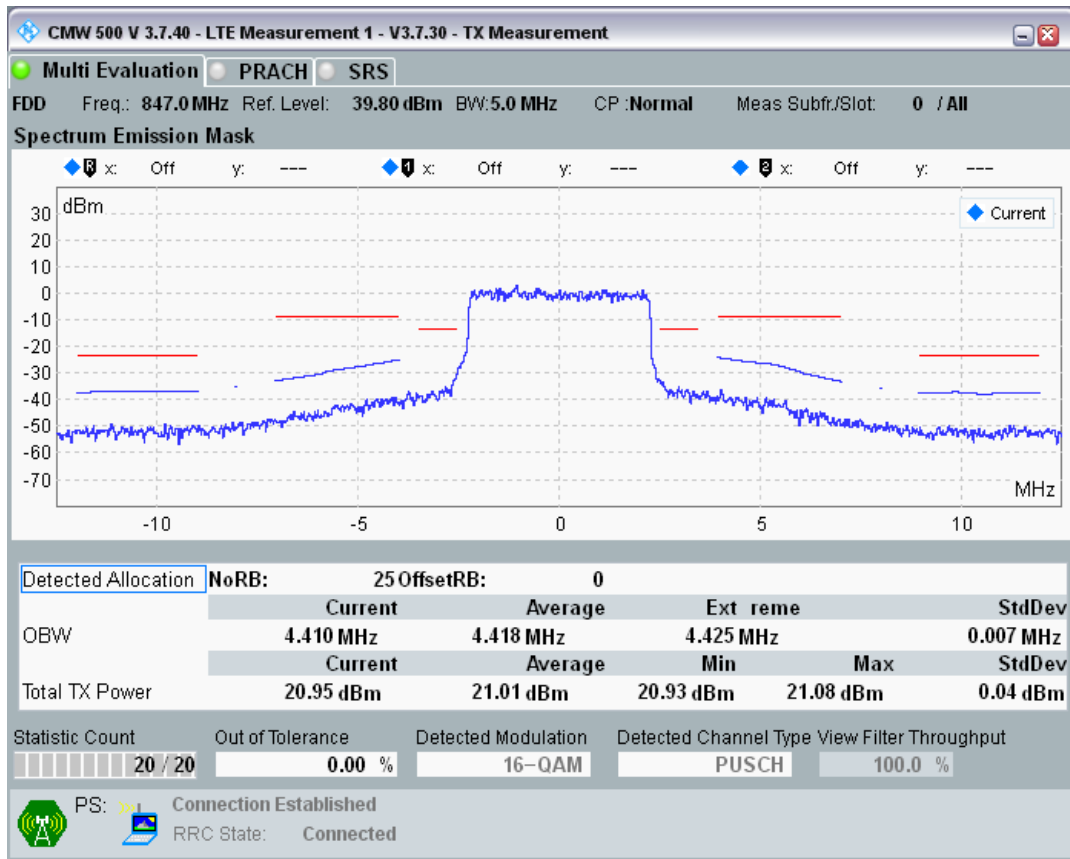 CMW 500 V 3.7.40 - LTE Measurement 1 - V3.7.30 - TX Measurement
Multi Evaluation PRACH SRS
FDD Freq.: 847.0 MHz Ref. Level: 39.80 dBm BW:5.0 MHz CP :Normal Meas Subfr./Slot: 0 / All
Spectrum Emission Mask
R x: Off y: --- 1 x: Off y: --- 2 x: Off y: ---
dBm
Current
30
20
10
0
-10
-20
-30
-40
-50
-60
-70
MHz
-10 -5 0 5 10
Detected Allocation NoRB: 25 OffsetRB: 0
Current Average Ext reme StdDev
OBW 4.410 MHz 4.418 MHz 4.425 MHz 0.007 MHz
Current Average Min Max StdDev
Total TX Power 20.95 dBm 21.01 dBm 20.93 dBm 21.08 dBm 0.04 dBm
Statistic Count Out of Tolerance Detected Modulation Detected Channel Type View Filter Throughput
20 / 20 0.00 % 16-QAM PUSCH 100.0 %
PS: Connection Established
RRC State: Connected